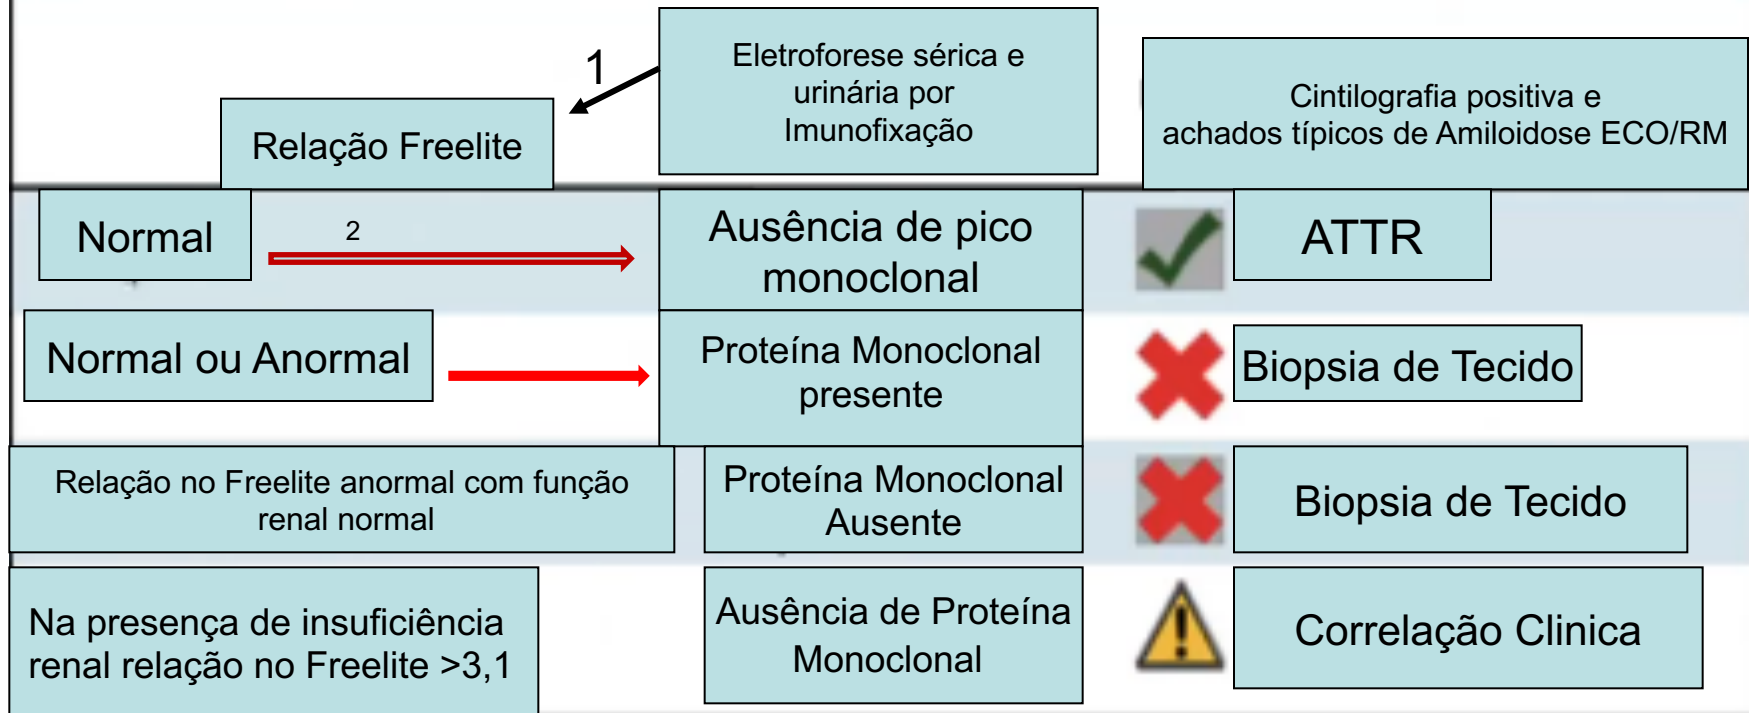 1
Eletroforese sérica e
urinária por
Imunofixação
Cintilografia positiva e
achados típicos de Amiloidose ECO/RM
Relação Freelite
Normal
2
Ausência de pico
monoclonal
ATTR
Normal ou Anormal
Proteína Monoclonal
presente
Biopsia de Tecido
Relação no Freelite anormal com função
renal normal
Proteína Monoclonal
Ausente
Biopsia de Tecido
Na presença de insuficiência
renal relação no Freelite >3,1
Ausência de Proteína
Monoclonal
Correlação Clinica